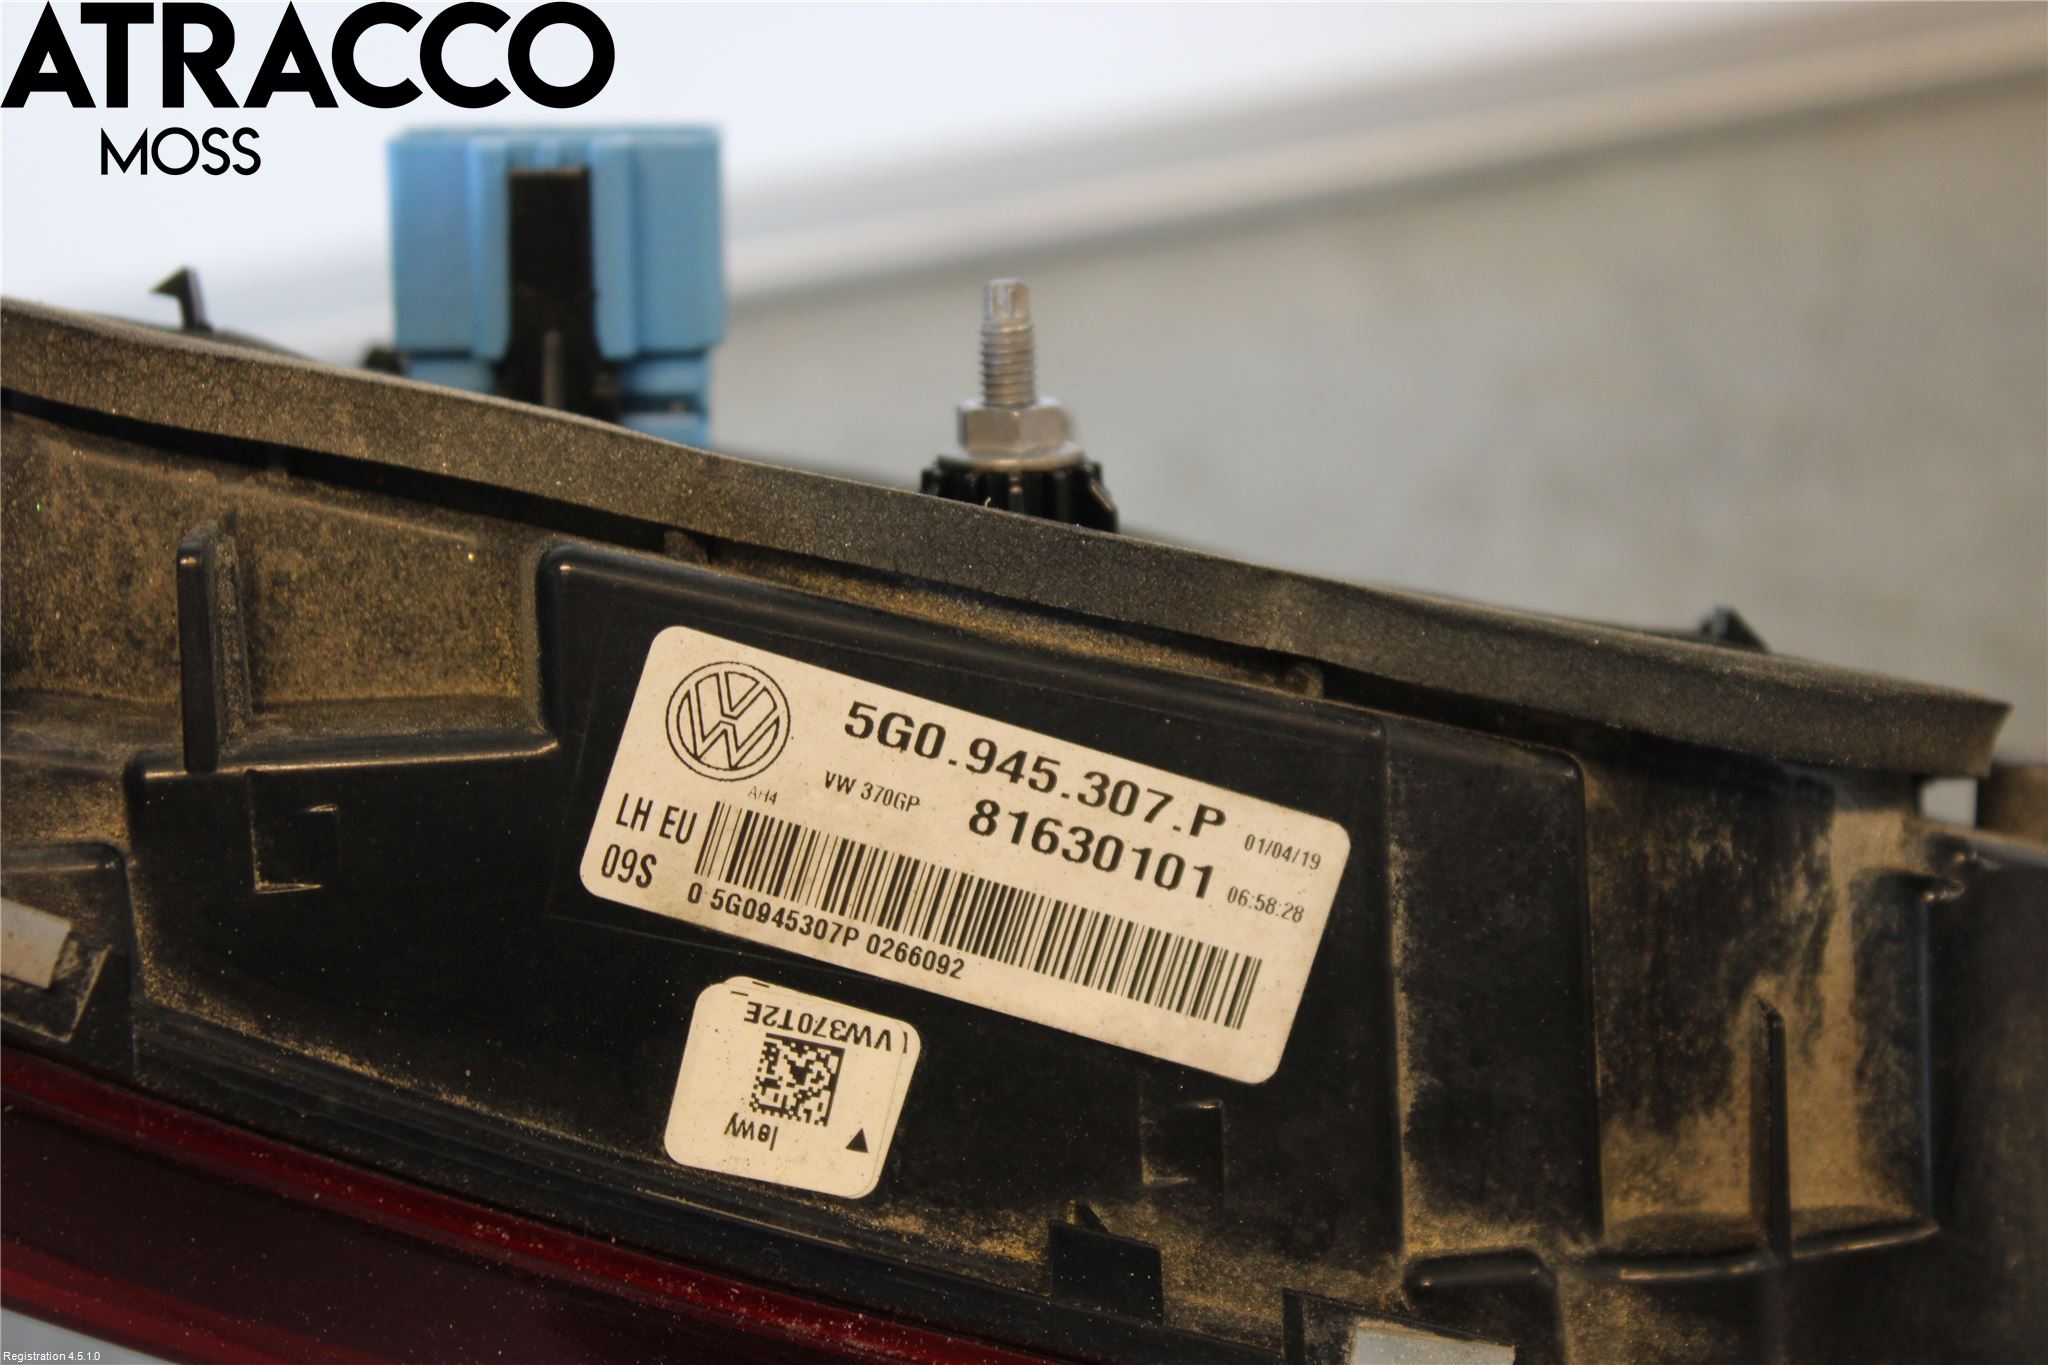 ATRACCO
MOSS
5G0.945.307.P
01/04/19
VW 370GP
81630101
06:58:28
AH4
LH EU
09S
0 5G0945307P 0266092
L VW370T2E
lewy
Registration 4.5.1.0